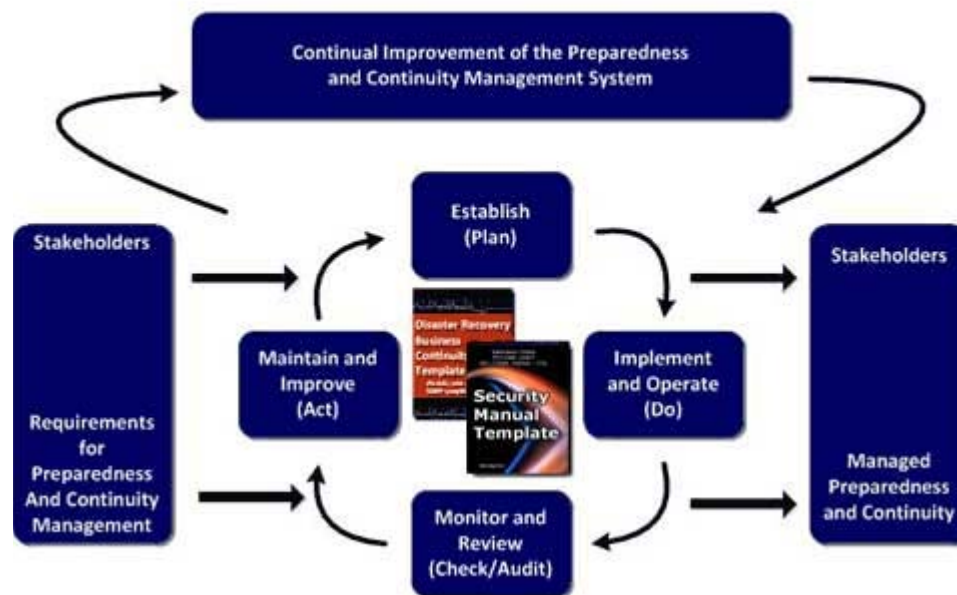 Continual Improvement of the Preparedness
and Continuity Management System
Establish
(Plan)
Stakeholders
Requirements
for
Preparedness
And Continuity
Management
Maintain and
Improve
(Act)
Disaster Recovery
Business
Continuity
Template
Security
Manual
Template
Implement
and Operate
(Do)
Stakeholders
Managed
Preparedness
and Continuity
Monitor and
Review
(Check/Audit)